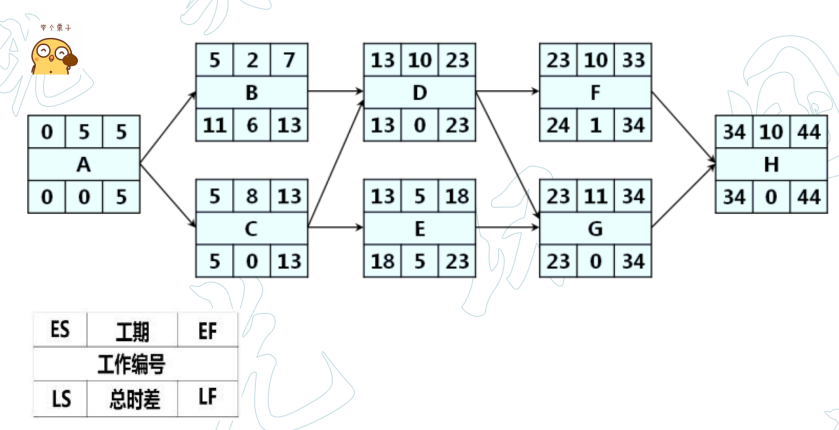 学个栗子
5 2 7
B
11 6 13
13 10 23
D
13 0 23
23 10 33
F
24 1 34
0 5 5
A
0 0 5
34 10 44
H
34 0 44
5 8 13
C
5 0 13
13 5 18
E
18 5 23
23 11 34
G
23 0 34
ES 工期 EF
工作编号
LS 总时差 LF